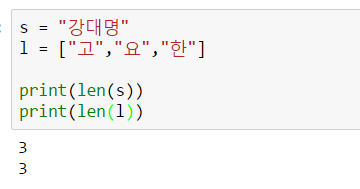 s = "강대명"
l = ["고","요","한"]
print(len(s))
print(len(l))
3
3